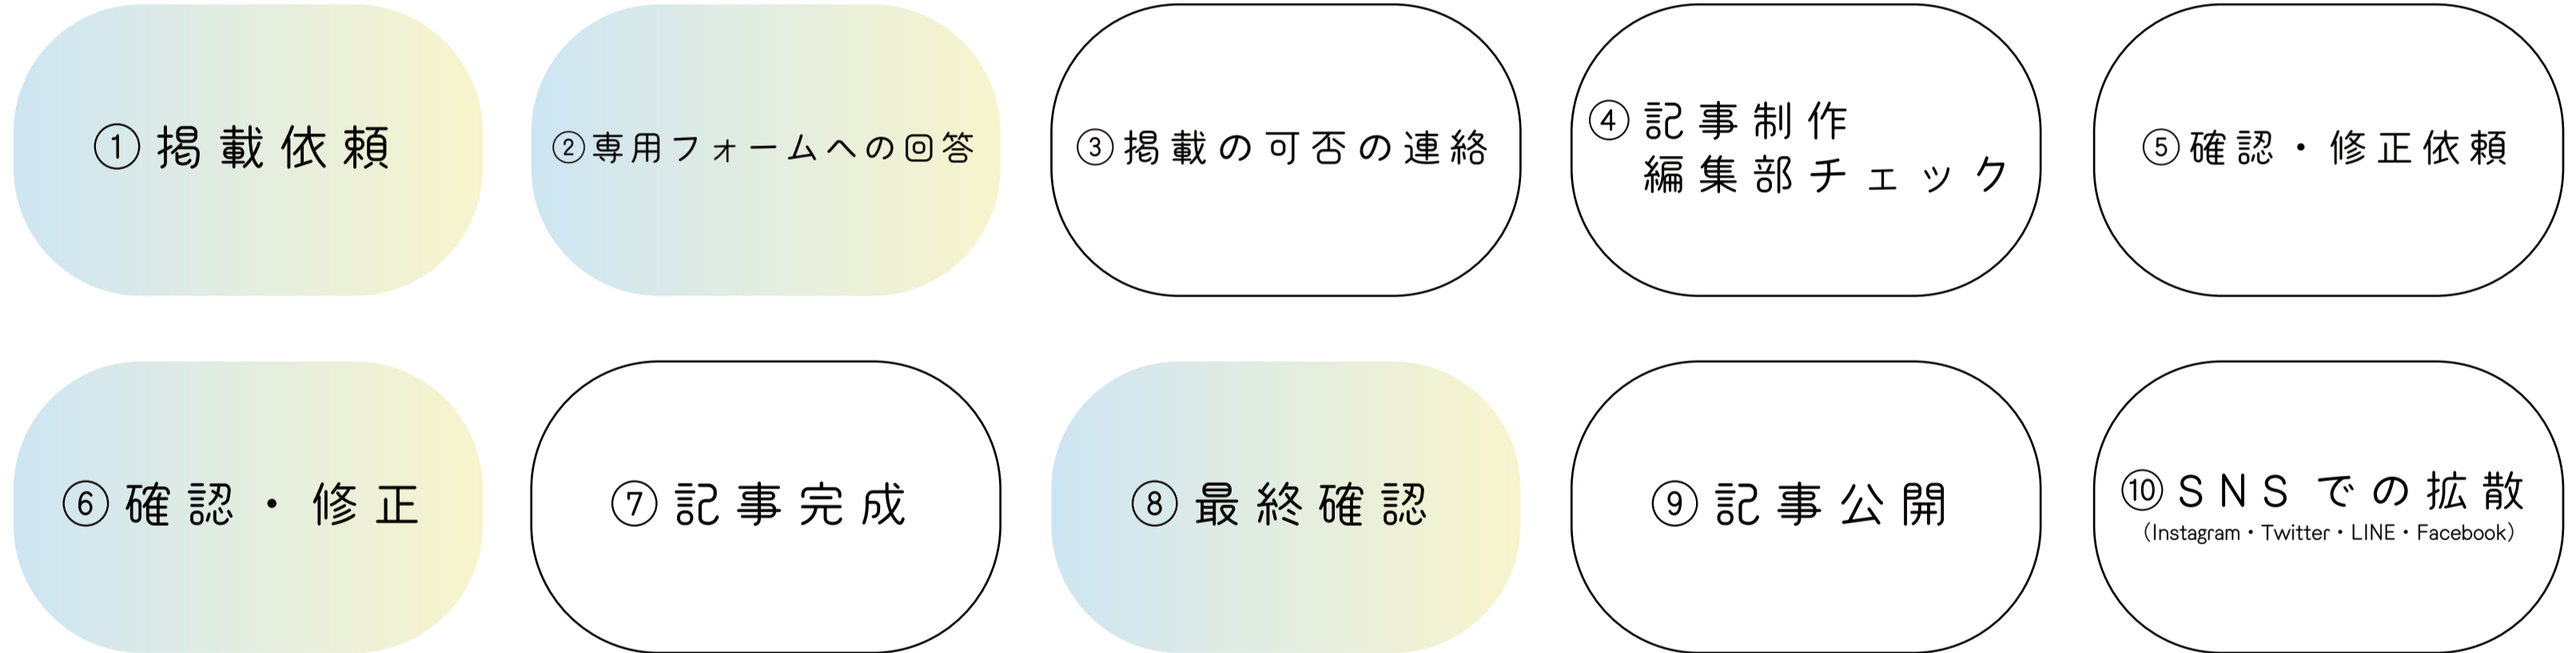 ①掲載依頼
②専用フォームへの回答
③掲載の可否の連絡
④記事制作
編集部チェック
⑤確認・修正依頼
⑥確認・修正
⑦記事完成
⑧最終確認
⑨記事公開
⑩SNSでの拡散
(Instagram・Twitter・LINE・Facebook)